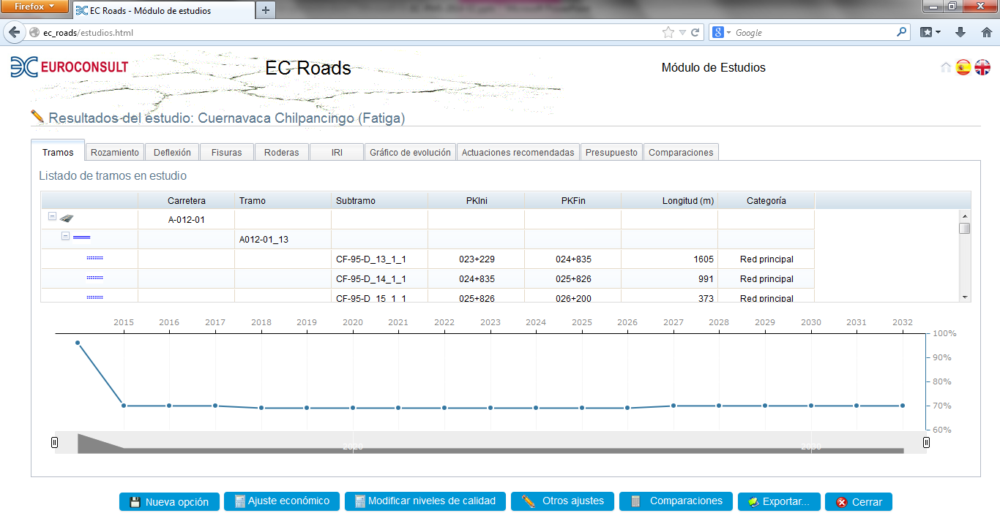 Firefox
EC Roads - Módulo de estudios
ec_roads/estudios.html
Google
EUROCONSULT
EC Roads
Módulo de Estudios
Resultados del estudio: Cuernavaca Chilpancingo (Fatiga)
Tramos Rozamiento Deflexión Fisuras Roderas IRI Gráfico de evolución Actuaciones recomendadas Presupuesto Comparaciones
Listado de tramos en estudio
Carretera Tramo Subtramo PKIni PKFin Longitud (m) Categoría
A-012-01
A012-01_13
CF-95-D_13_1_1 023+229 024+835 1605 Red principal
CF-95-D_14_1_1 024+835 025+826 991 Red principal
CF-95-D_15_1_1 025+826 026+200 373 Red principal
2015 2016 2017 2018 2019 2020 2021 2022 2023 2024 2025 2026 2027 2028 2029 2030 2031 2032
100%
90%
80%
70%
60%
2020 2030
Nueva opción Ajuste económico Modificar niveles de calidad Otros ajustes Comparaciones Exportar... Cerrar